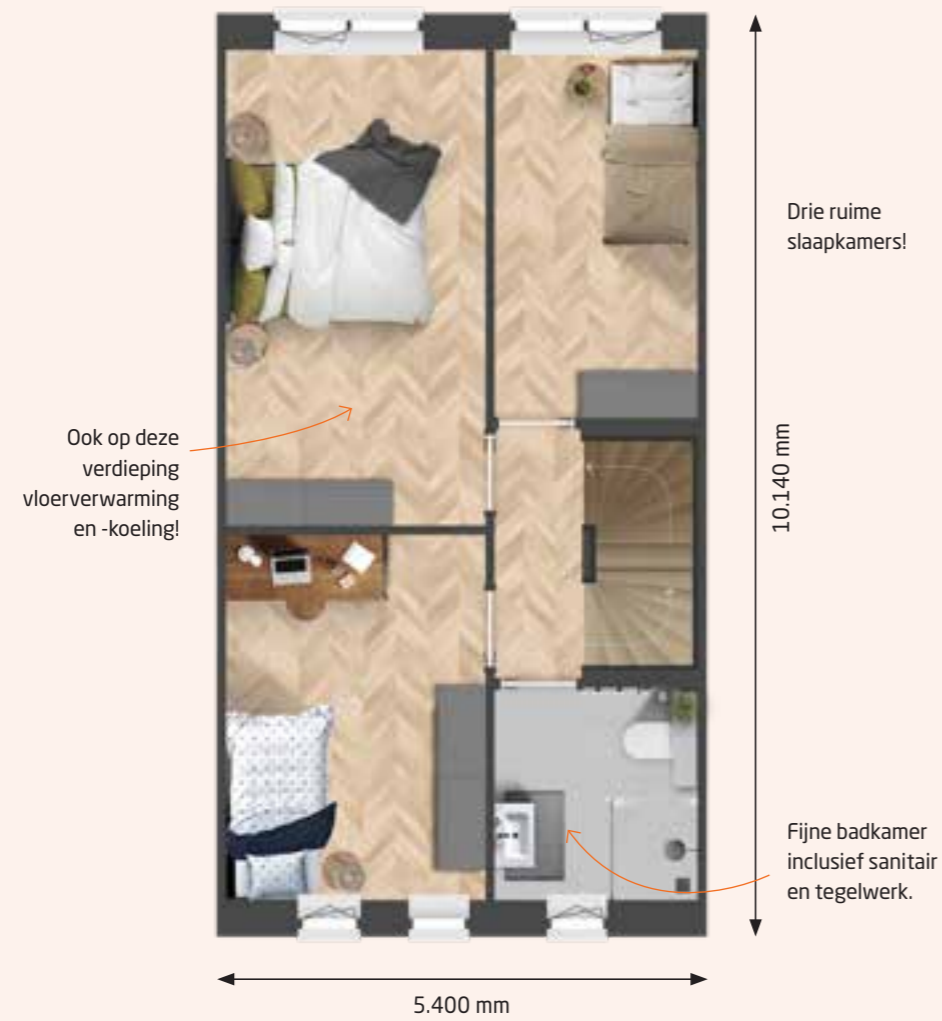 Drie ruime
slaapkamers!
Ook op deze
verdieping
vloerverwarming
en -koeling!
10.140 mm
Fijne badkamer
inclusief sanitair
en tegelwerk.
5.400 mm